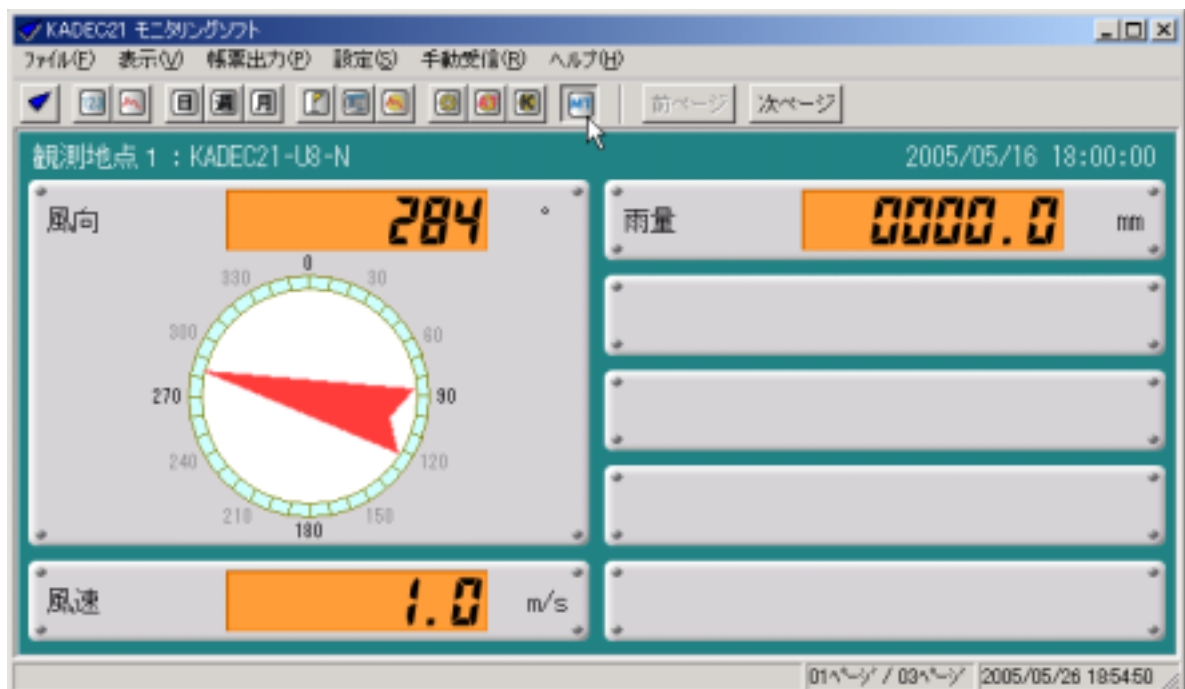 KADEC21 モニタリングソフト
ファイル(F) 表示(V) 帳票出力(P) 設定(S) 手動受信(R) ヘルプ(H)
日 週 月 K MT 前ページ 次ページ
観測地点 1 : KADEC21-U8-N 2005/05/16 18:00:00
風向 284 °
0
330 30
300 60
270 90
240 120
210 150
180
風速 1.0 m/s
雨量 0000.0 mm
01ページ / 03ページ 2005/05/26 18:54:50